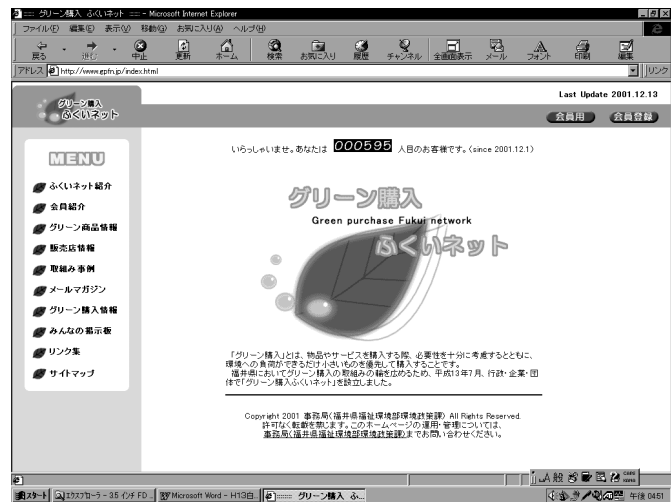 ==== グリーン購入 ふくいネット ==== - Microsoft Internet Explorer
ファイル(F) 編集(E) 表示(V) 移動(G) お気に入り(A) ヘルプ(H)
戻る 進む 中止 更新 ホーム 検索 お気に入り 履歴 チャンネル 全画面表示 メール フォント 印刷 編集
アドレス http://www.gpfn.jp/index.html リンク
Last Update 2001.12.13
グリーン購入
ふくいネット
会員用 会員登録
MENU
いらっしゃいませ。あなたは 000595 人目のお客様です。(since 2001.12.1)
ふくいネット紹介
会員紹介
グリーン商品情報
販売店情報
取組み事例
メールマガジン
グリーン購入情報
みんなの掲示板
リンク集
サイトマップ
グリーン購入
Green purchase Fukui network
ふくいネット
「グリーン購入」とは、物品やサービスを購入する際、必要性を十分に考慮するとともに、
環境への負荷ができるだけ小さいものを優先して購入することです。
福井県においてグリーン購入の取組みの輪を広めるため、平成13年7月、行政・企業・団
体で「グリーン購入ふくいネット」を設立しました。
Copyright 2001 事務局(福井県福祉環境部環境政策課) All Rights Reserved.
許可なく転載を禁じます。このホームページの運用・管理については、
事務局(福井県福祉環境部環境政策課)までお問い合わせください。
A 般
スタート エクスプローラ - 3.5 インチ FD ... Microsoft Word - H13白... グリーン購入 ふ... 午後 04:51